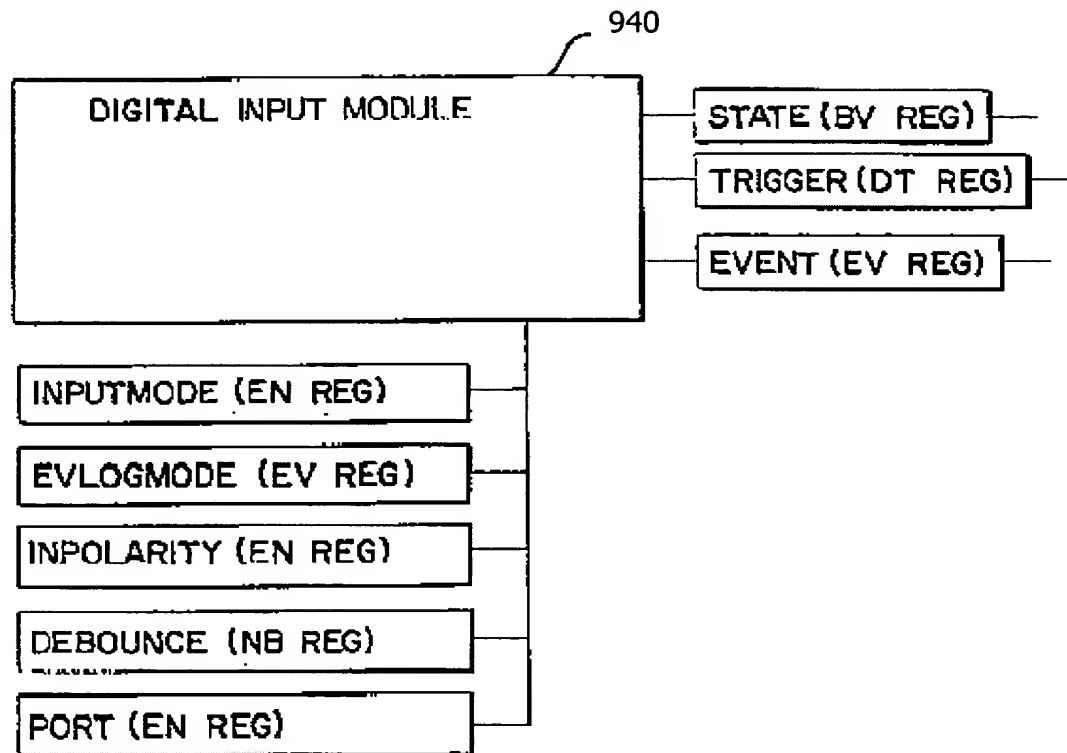 940
DIGITAL INPUT MODULE
STATE (BV REG)
TRIGGER (DT REG)
EVENT (EV REG)
INPUTMODE (EN REG)
EVLOGMODE (EV REG)
INPOLARITY (EN REG)
DEBOUNCE (NB REG)
PORT (EN REG)